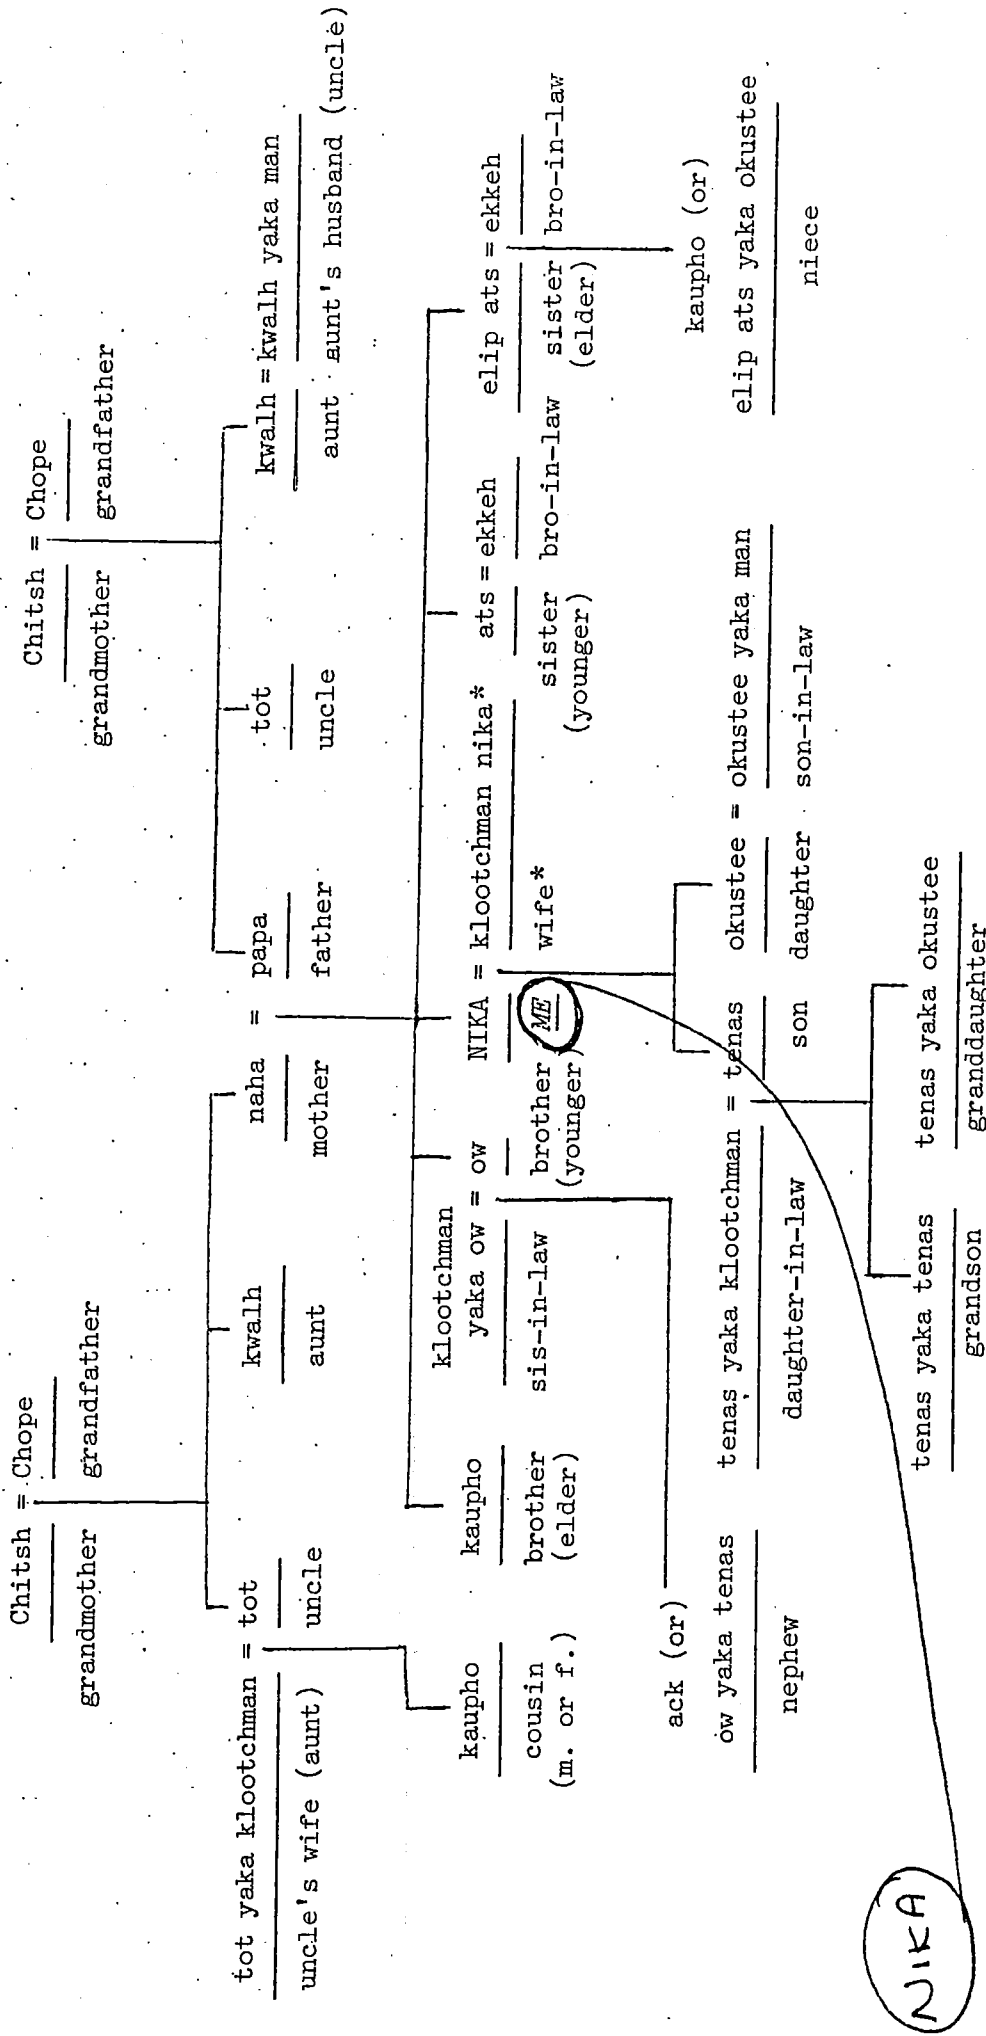 Chitsh = Chope
grandmother grandfather
Chitsh = Chope
grandmother grandfather
tot yaka klootchman = tot
uncle's wife (aunt) uncle
kwalh
aunt
naha = papa
mother father
tot
uncle
kwalh = kwalh yaka man
aunt aunt's husband (uncle)
kaupho
cousin
(m. or f.)
kaupho
brother
(elder)
klootchman
yaka ow = ow
sis-in-law brother
(younger)
NIKA = klootchman nika*
ME wife*
ats = ekkeh
sister bro-in-law
(younger)
elip ats = ekkeh
sister bro-in-law
(elder)
ack (or)
ow yaka tenas
nephew
tenas yaka klootchman = tenas
daughter-in-law son
okustee = okustee yaka man
daughter son-in-law
kaupho (or)
elip ats yaka okustee
niece
tenas yaka tenas
grandson
tenas yaka okustee
granddaughter
NIKA